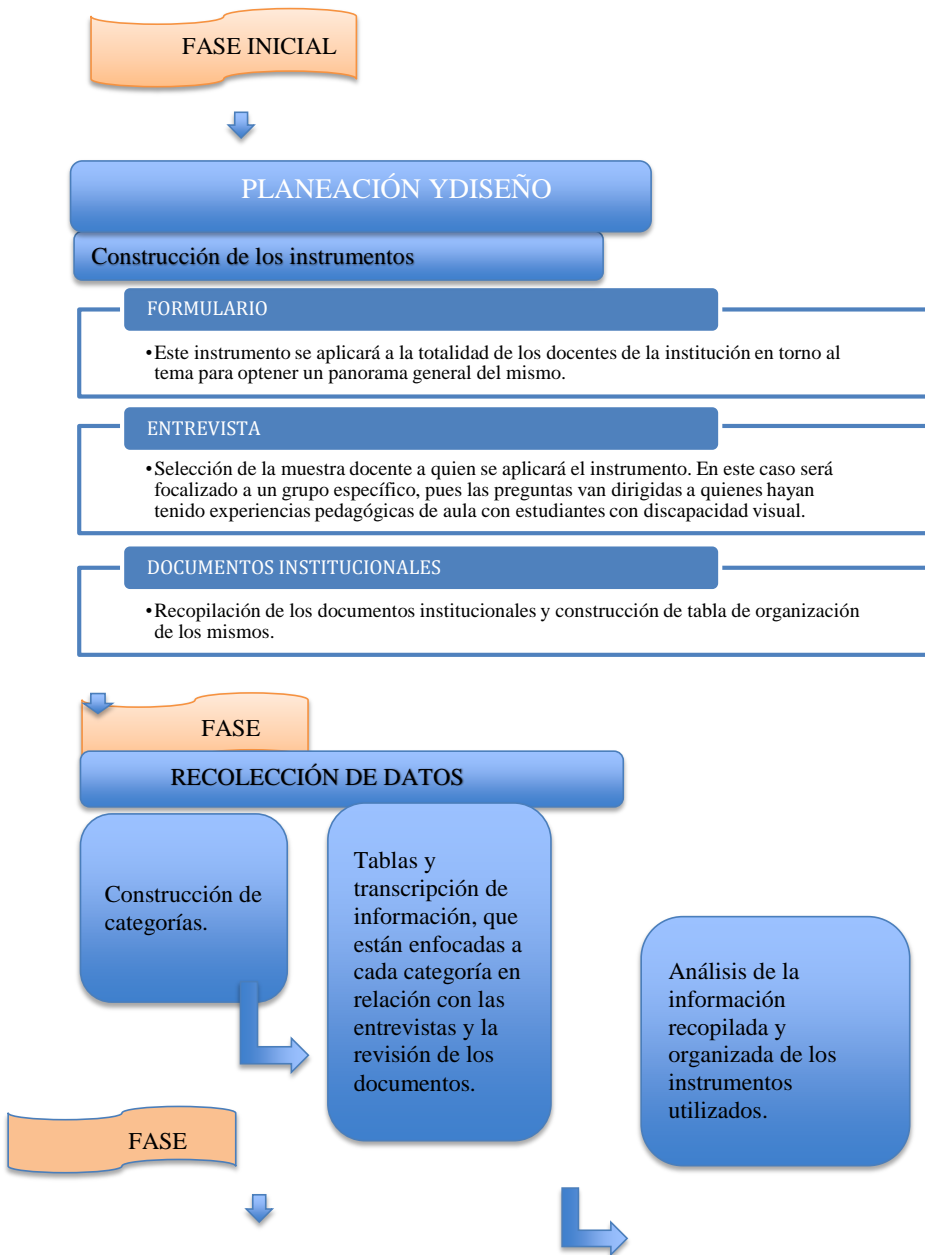 FASE INICIAL
PLANEACIÓN YDISEÑO
Construcción de los instrumentos
FORMULARIO
•Este instrumento se aplicará a la totalidad de los docentes de la institución en torno al
tema para optener un panorama general del mismo.
ENTREVISTA
•Selección de la muestra docente a quien se aplicará el instrumento. En este caso será
focalizado a un grupo específico, pues las preguntas van dirigidas a quienes hayan
tenido experiencias pedagógicas de aula con estudiantes con discapacidad visual.
DOCUMENTOS INSTITUCIONALES
•Recopilación de los documentos institucionales y construcción de tabla de organización
de los mismos.
FASE
RECOLECCIÓN DE DATOS
Construcción de
categorías.
Tablas y
transcripción de
información, que
están enfocadas a
cada categoría en
relación con las
entrevistas y la
revisión de los
documentos.
Análisis de la
información
recopilada y
organizada de los
instrumentos
utilizados.
FASE